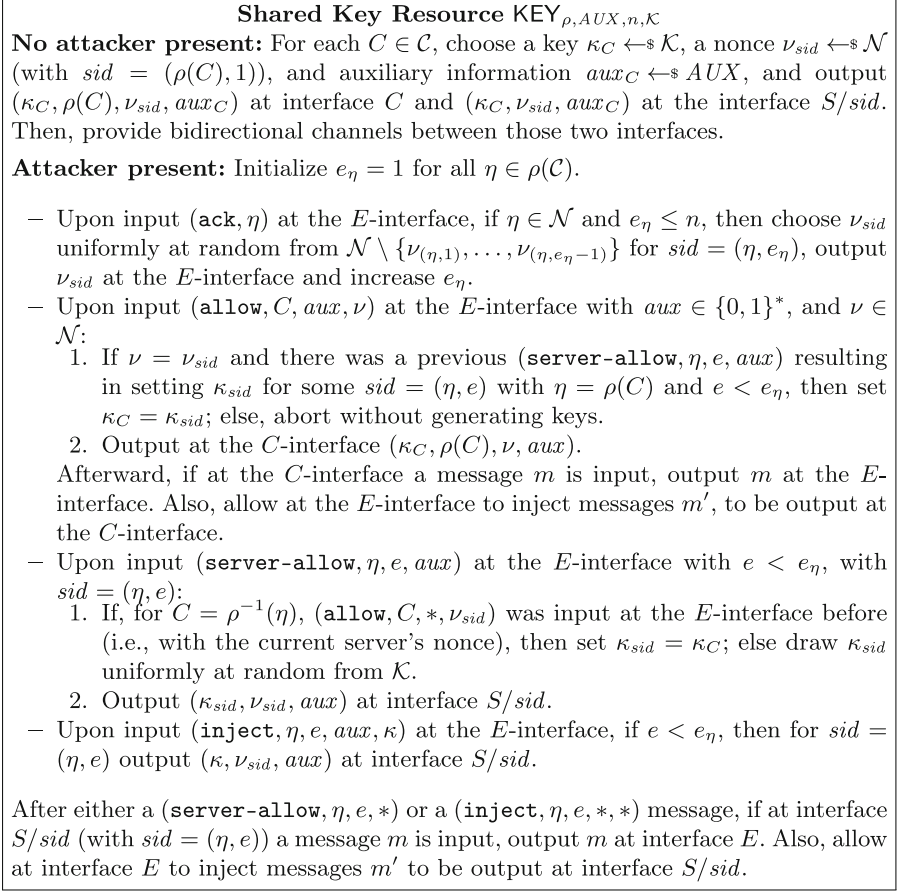 Shared Key Resource KEY_{ρ,AUX,n,𝒦}
No attacker present: For each C ∈ 𝒞, choose a key κ_C ←$ 𝒦, a nonce ν_{sid} ←$ 𝒩
(with sid = (ρ(C), 1)), and auxiliary information aux_C ←$ AUX, and output
(κ_C, ρ(C), ν_{sid}, aux_C) at interface C and (κ_C, ν_{sid}, aux_C) at the interface S/sid.
Then, provide bidirectional channels between those two interfaces.
Attacker present: Initialize e_η = 1 for all η ∈ ρ(𝒞).
– Upon input (ack, η) at the E-interface, if η ∈ 𝒩 and e_η ≤ n, then choose ν_{sid}
uniformly at random from 𝒩 \ {ν_{(η,1)}, . . . , ν_{(η,e_η−1)}} for sid = (η, e_η), output
ν_{sid} at the E-interface and increase e_η.
– Upon input (allow, C, aux, ν) at the E-interface with aux ∈ {0, 1}*, and ν ∈
𝒩:
1. If ν = ν_{sid} and there was a previous (server-allow, η, e, aux) resulting
in setting κ_{sid} for some sid = (η, e) with η = ρ(C) and e < e_η, then set
κ_C = κ_{sid}; else, abort without generating keys.
2. Output at the C-interface (κ_C, ρ(C), ν, aux).
Afterward, if at the C-interface a message m is input, output m at the E-
interface. Also, allow at the E-interface to inject messages m′, to be output at
the C-interface.
– Upon input (server-allow, η, e, aux) at the E-interface with e < e_η, with
sid = (η, e):
1. If, for C = ρ^{−1}(η), (allow, C, *, ν_{sid}) was input at the E-interface before
(i.e., with the current server's nonce), then set κ_{sid} = κ_C; else draw κ_{sid}
uniformly at random from 𝒦.
2. Output (κ_{sid}, ν_{sid}, aux) at interface S/sid.
– Upon input (inject, η, e, aux, κ) at the E-interface, if e < e_η, then for sid =
(η, e) output (κ, ν_{sid}, aux) at interface S/sid.
After either a (server-allow, η, e, *) or a (inject, η, e, *, *) message, if at interface
S/sid (with sid = (η, e)) a message m is input, output m at interface E. Also, allow
at interface E to inject messages m′ to be output at interface S/sid.